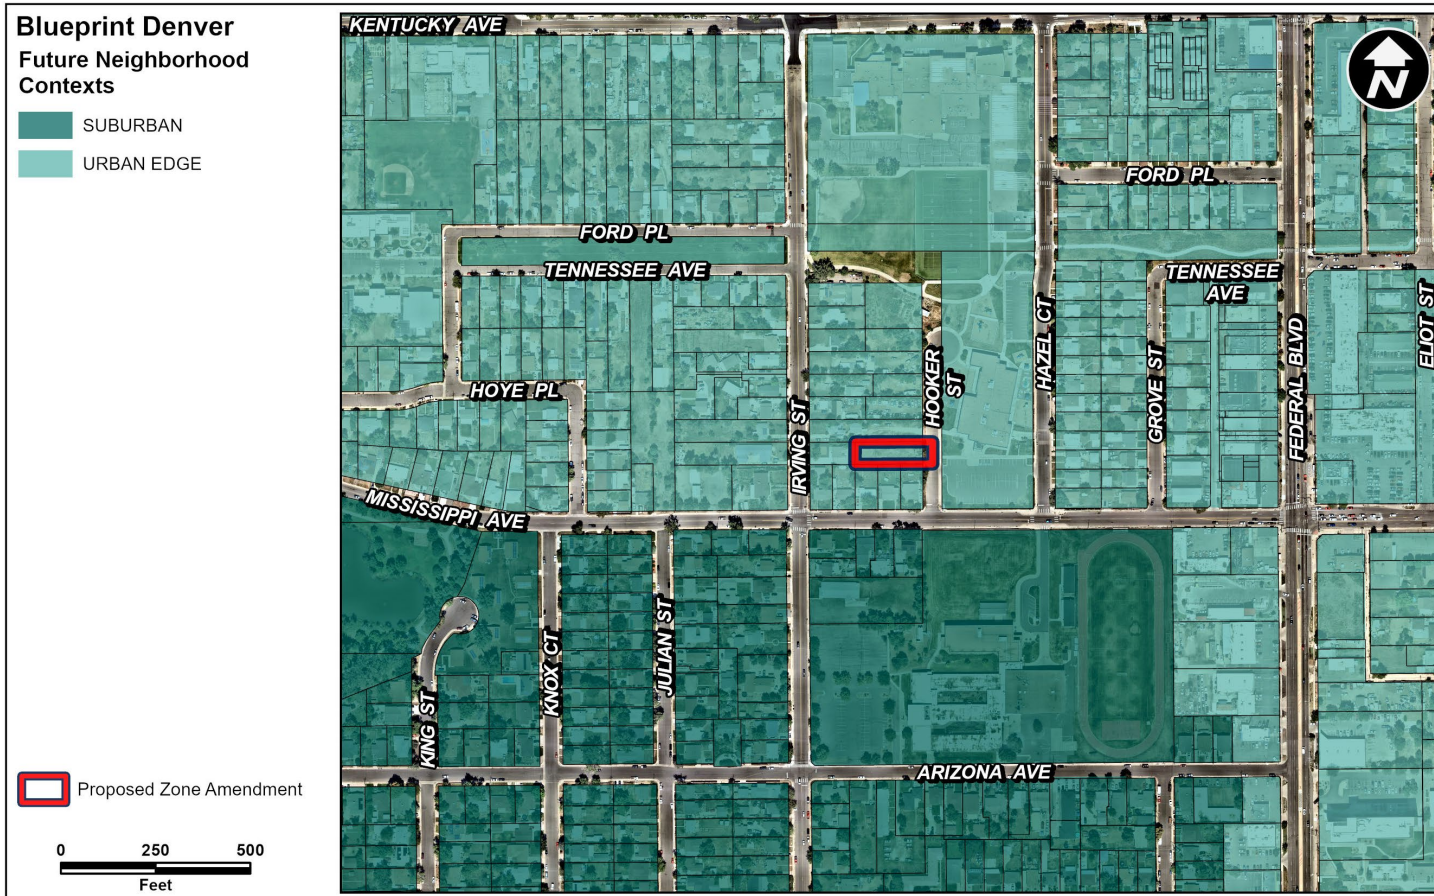 Blueprint Denver
Future Neighborhood
Contexts
SUBURBAN
URBAN EDGE
Proposed Zone Amendment
0 250 500
Feet
KENTUCKY AVE
N
FORD PL
FORD PL
TENNESSEE AVE
TENNESSEE
AVE
HOYE PL
IRVING ST
HOOKER
ST
HAZEL CT
GROVE ST
FEDERAL BLVD
ELIOT ST
MISSISSIPPI AVE
KING ST
KNOX CT
JULIAN ST
ARIZONA AVE